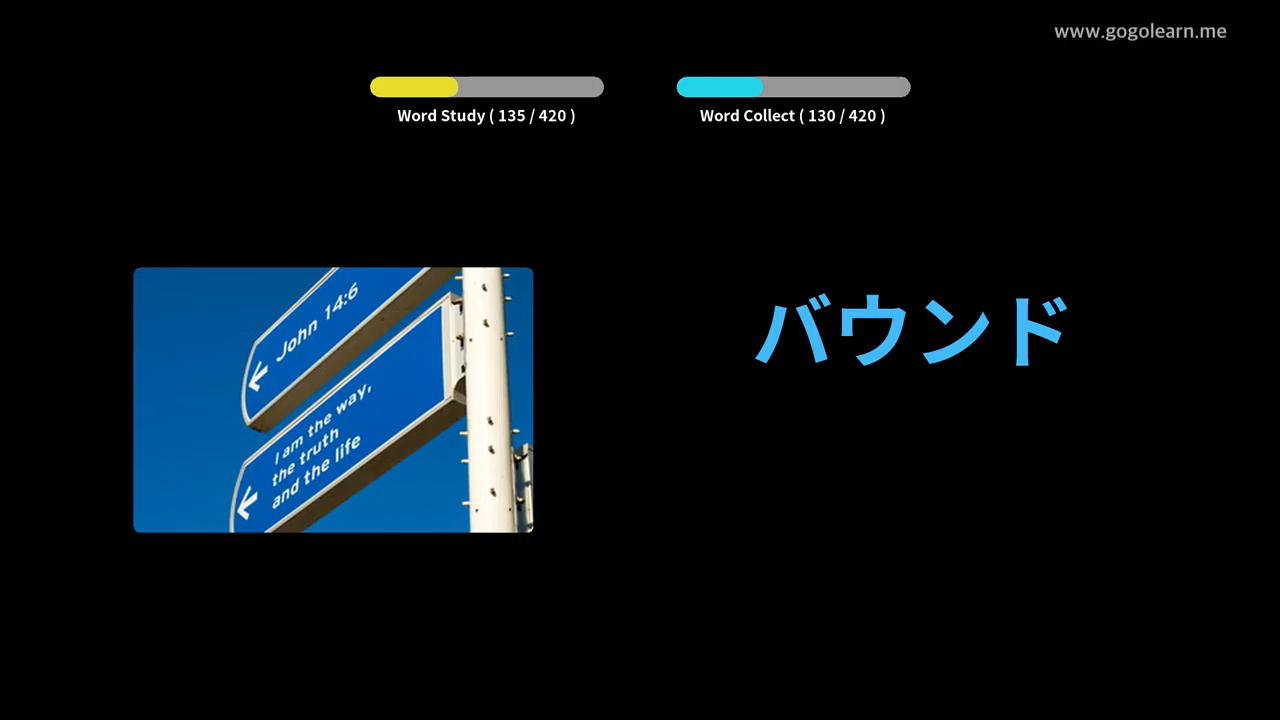 www.gogolearn.me
Word Study ( 135 / 420 )
Word Collect ( 130 / 420 )
John 14:6
I am the way,
the truth
and the life
バウンド